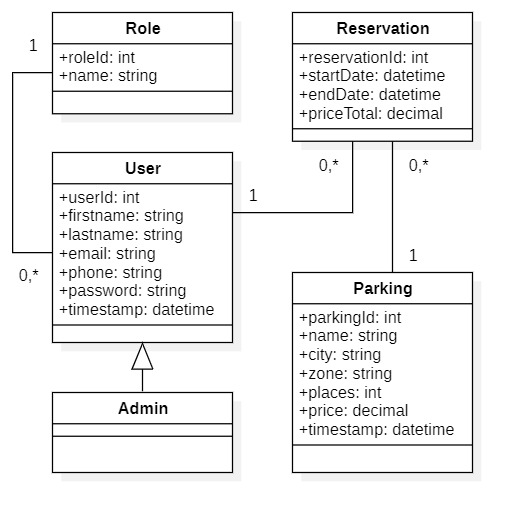 Role
+roleId: int
+name: string
1
0,*
User
+userId: int
+firstname: string
+lastname: string
+email: string
+phone: string
+password: string
+timestamp: datetime
Admin
Reservation
+reservationId: int
+startDate: datetime
+endDate: datetime
+priceTotal: decimal
0,*
0,*
1
1
Parking
+parkingId: int
+name: string
+city: string
+zone: string
+places: int
+price: decimal
+timestamp: datetime